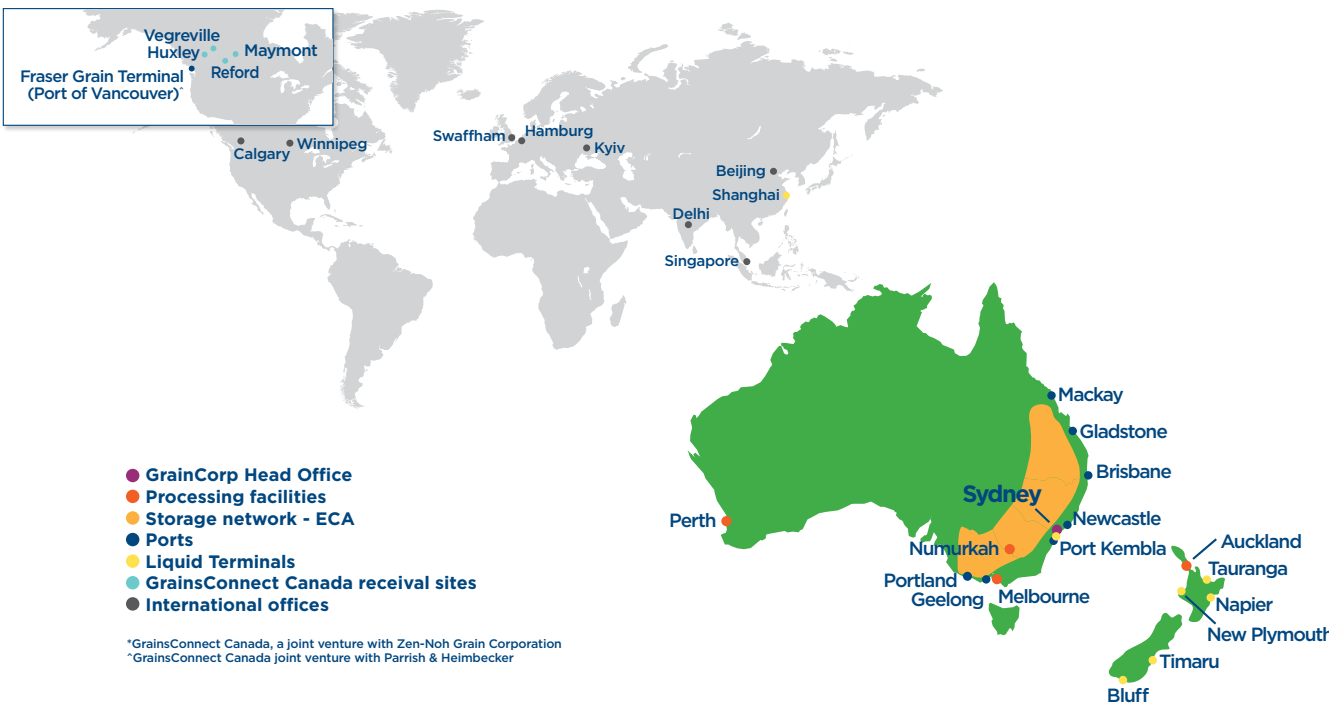 Vegreville
Huxley
Maymont
Reford
Fraser Grain Terminal
(Port of Vancouver)^
Calgary
Winnipeg
Swaffham
Hamburg
Kyiv
Beijing
Shanghai
Delhi
Singapore
Mackay
Gladstone
Brisbane
Sydney
Newcastle
Perth
Numurkah
Port Kembla
Portland
Geelong
Melbourne
Auckland
Tauranga
Napier
New Plymouth
Timaru
Bluff
GrainCorp Head Office
Processing facilities
Storage network - ECA
Ports
Liquid Terminals
GrainsConnect Canada receival sites
International offices
*GrainsConnect Canada, a joint venture with Zen-Noh Grain Corporation
^GrainsConnect Canada joint venture with Parrish & Heimbecker